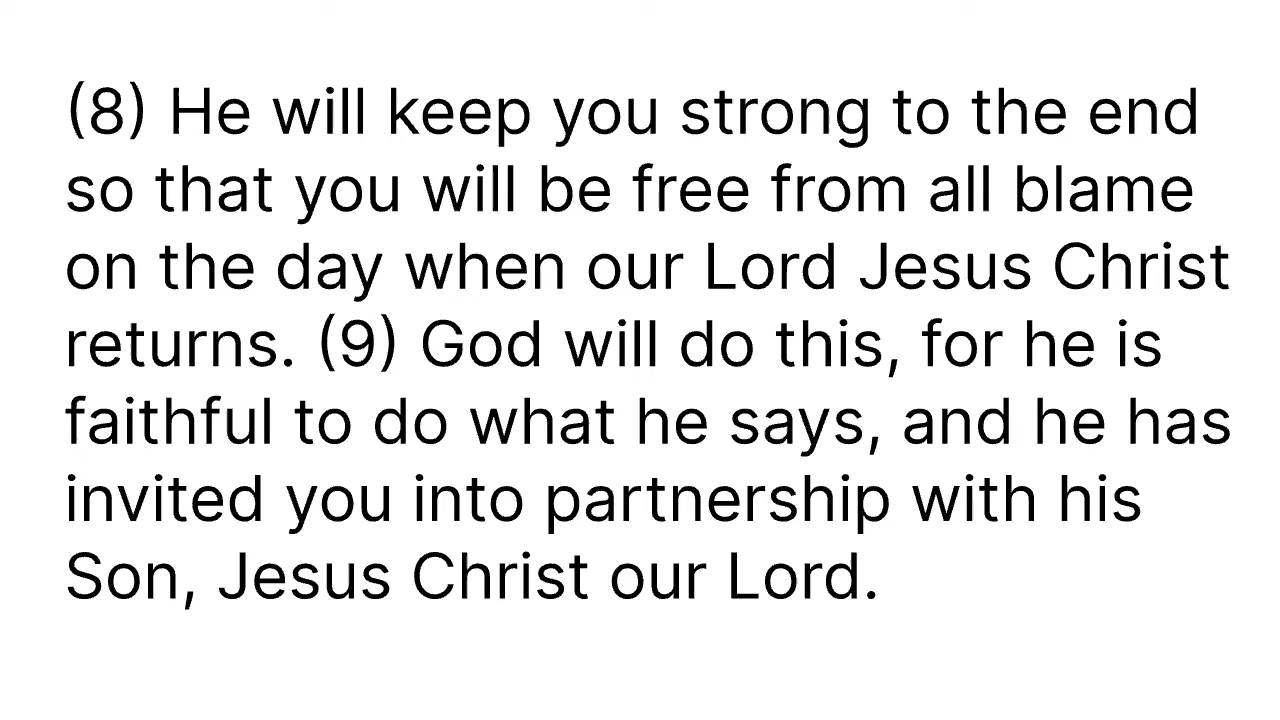 (8) He will keep you strong to the end
so that you will be free from all blame
on the day when our Lord Jesus Christ
returns. (9) God will do this, for he is
faithful to do what he says, and he has
invited you into partnership with his
Son, Jesus Christ our Lord.